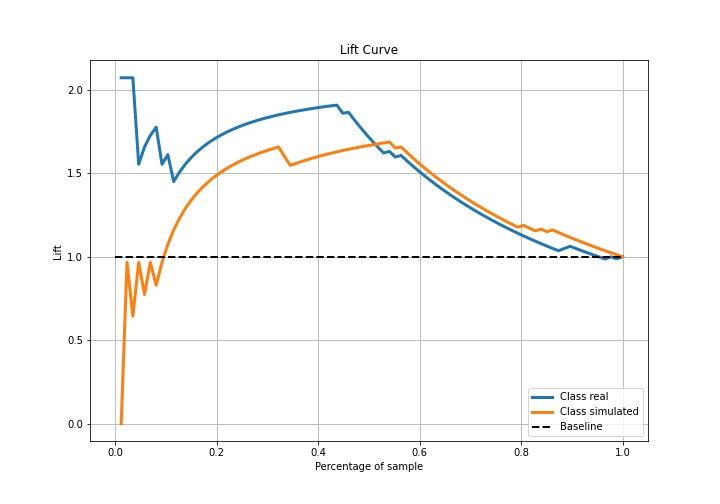 Lift Curve
2.0
1.5
1.0
0.5
0.0
Lift
0.0 0.2 0.4 0.6 0.8 1.0
Percentage of sample
Class real
Class simulated
Baseline